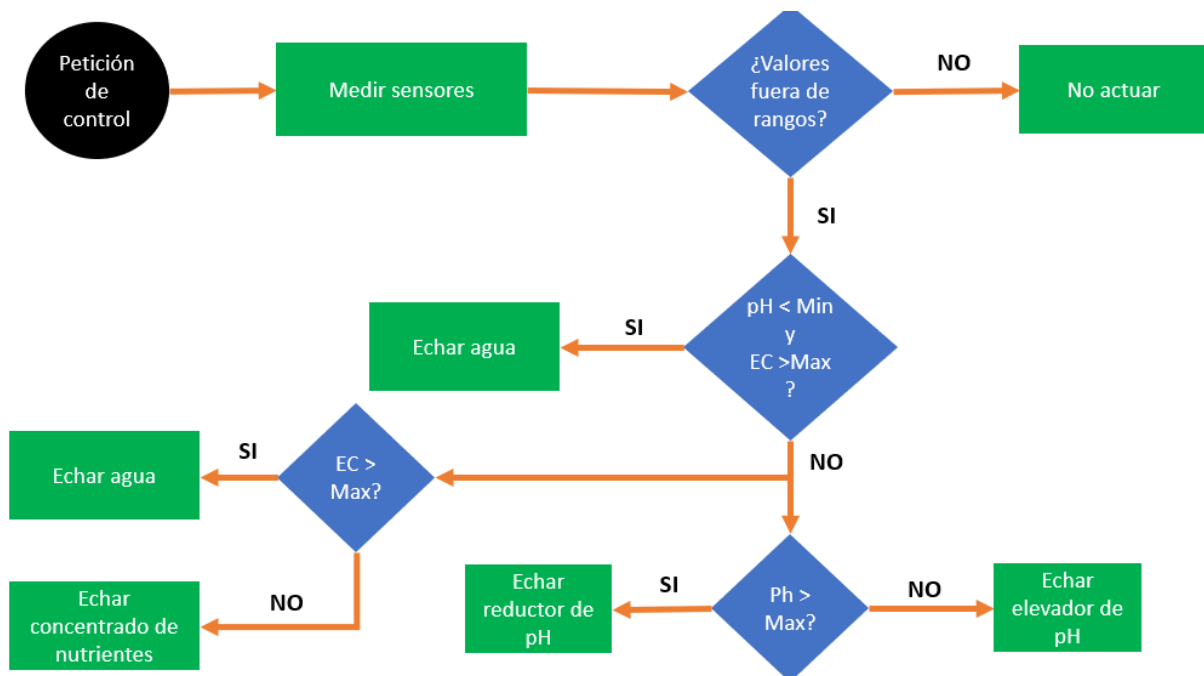 Petición
de
control
Medir sensores
¿Valores
fuera de
rangos?
NO
No actuar
SI
pH < Min
y
EC >Max
?
SI
Echar agua
NO
EC >
Max?
SI
Echar agua
NO
Echar
concentrado de
nutrientes
Ph >
Max?
SI
Echar
reductor de
pH
NO
Echar
elevador de
pH